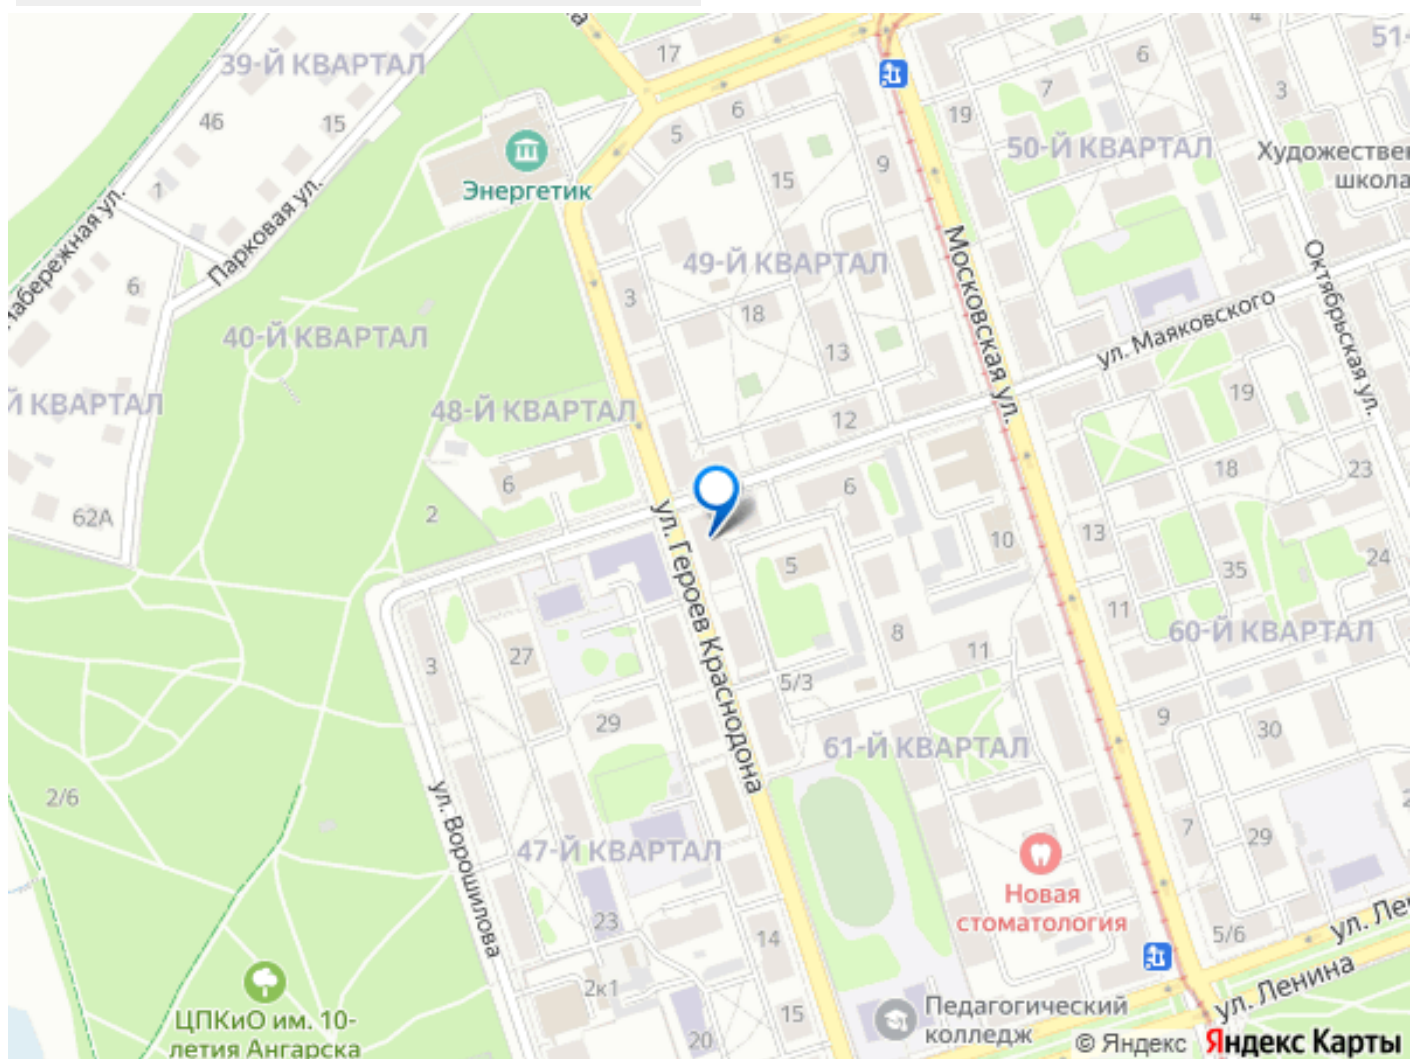 17
6
51-
39-Й КВАРТАЛ
4
7
6
3
46
15
5
19
50-Й КВАРТАЛ
Художествен
школа
Энергетик
15
9
1
Набережная ул.
Парковая ул.
6
3
49-Й КВАРТАЛ
18
13
Московская ул.
Октябрьская ул.
ул. Маяковского
40-Й КВАРТАЛ
Й КВАРТАЛ
48-Й КВАРТАЛ
12
19
6
2
62А
6
18
23
10
13
24
ул. Героев Краснодона
5
35
11
60-Й КВАРТАЛ
8
11
3
27
5/3
9
30
29
61-Й КВАРТАЛ
2/6
ул. Ворошилова
47-Й КВАРТАЛ
7
29
Новая
стоматология
23
14
5/6
ул. Ле
ул. Ленина
ЦПКиО им. 10-
летия Ангарска
2к1
20
15
Педагогический
колледж
© Яндекс Яндекс Карты